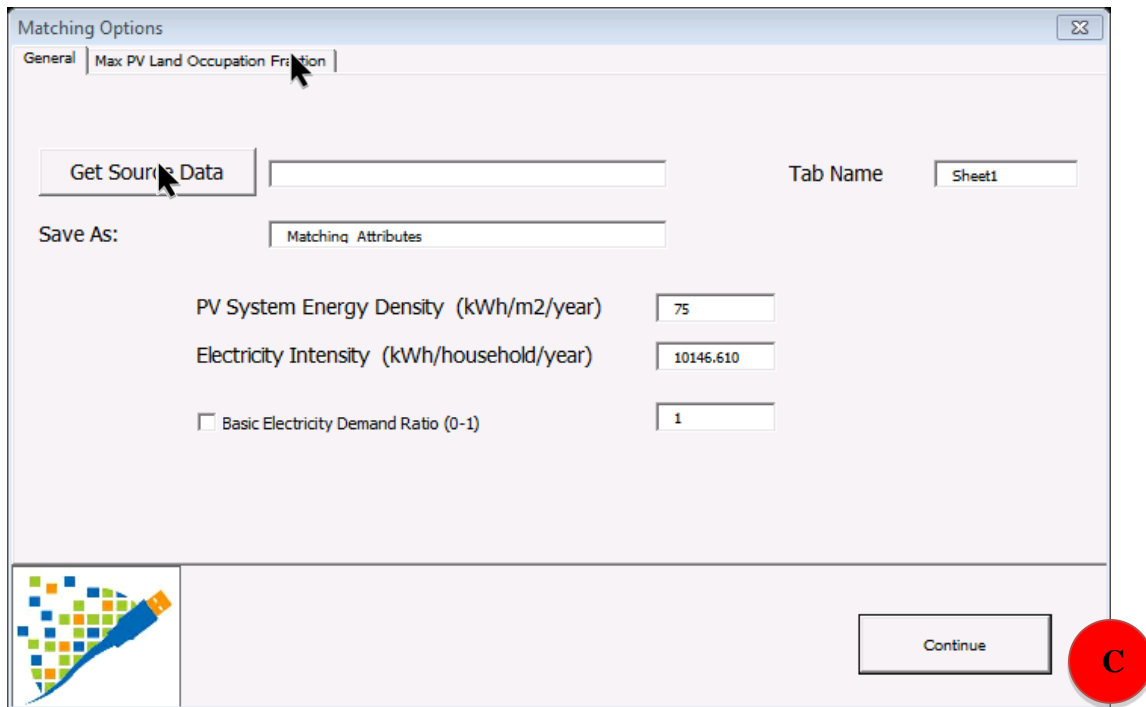 Matching Options
General Max PV Land Occupation Fraction
Get Source Data Tab Name Sheet1
Save As: Matching Attributes
PV System Energy Density (kWh/m2/year) 75
Electricity Intensity (kWh/household/year) 10146.610
Basic Electricity Demand Ratio (0-1) 1
Continue
C